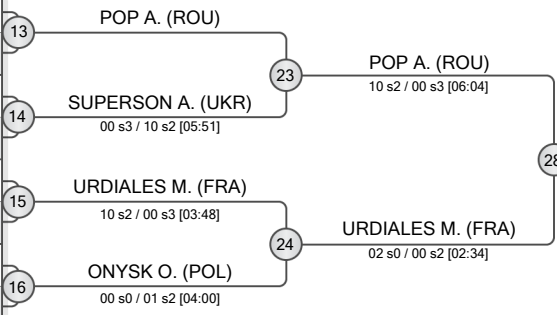 13
POP A. (ROU)
23
POP A. (ROU)
10 s2 / 00 s3 [06:04]
14
SUPERSON A. (UKR)
00 s3 / 10 s2 [05:51]
28
15
URDIALES M. (FRA)
10 s2 / 00 s3 [03:48]
24
URDIALES M. (FRA)
02 s0 / 00 s2 [02:34]
16
ONYSK O. (POL)
00 s0 / 01 s2 [04:00]